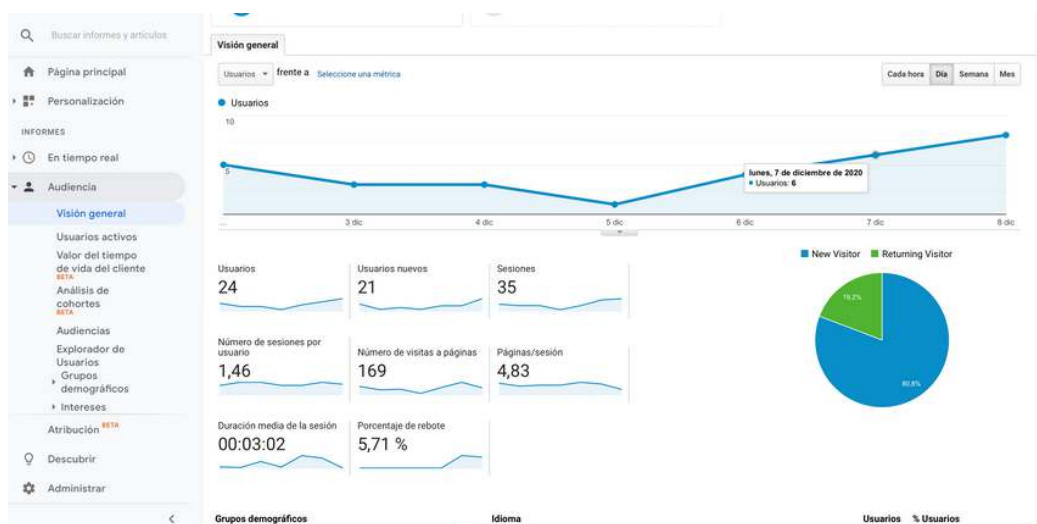 Buscar informes y artículos
Página principal
Personalización
INFORMES
En tiempo real
Audiencia
Visión general
Usuarios activos
Valor del tiempo
de vida del cliente
BETA
Análisis de
cohortes
BETA
Audiencias
Explorador de
Usuarios
Grupos
demográficos
Intereses
Atribución BETA
Descubrir
Administrar
Visión general
Usuarios frente a Seleccione una métrica
Cada hora Día Semana Mes
Usuarios
10
5
lunes, 7 de diciembre de 2020
Usuarios: 6
... 3 dic 4 dic 5 dic 6 dic 7 dic 8 dic
Usuarios
24
Usuarios nuevos
21
Sesiones
35
Número de sesiones por
usuario
1,46
Número de visitas a páginas
169
Páginas/sesión
4,83
Duración media de la sesión
00:03:02
Porcentaje de rebote
5,71 %
New Visitor Returning Visitor
19.2%
80.8%
Grupos demográficos
Idioma
Usuarios % Usuarios